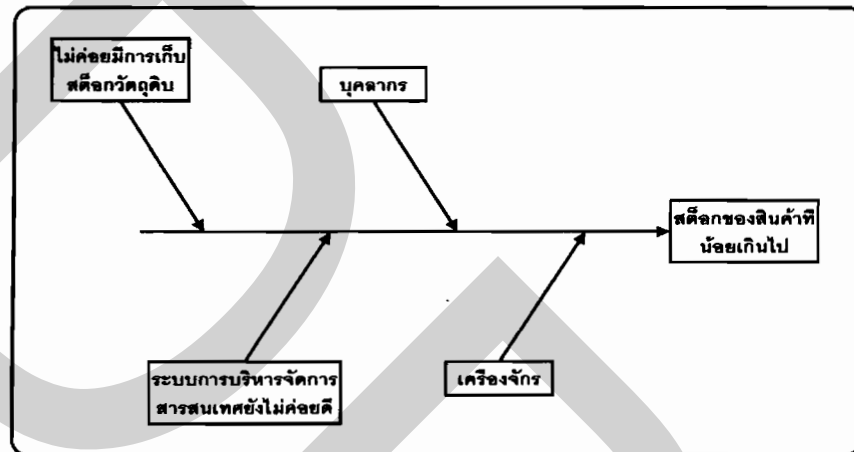 ไม่ค่อยมีการเก็บ
สต็อกวัตถุดิบ
บุคลากร
สต็อกของสินค้าที่
น้อยเกินไป
ระบบการบริหารจัดการ
สารสนเทศยังไม่ค่อยดี
เครื่องจักร